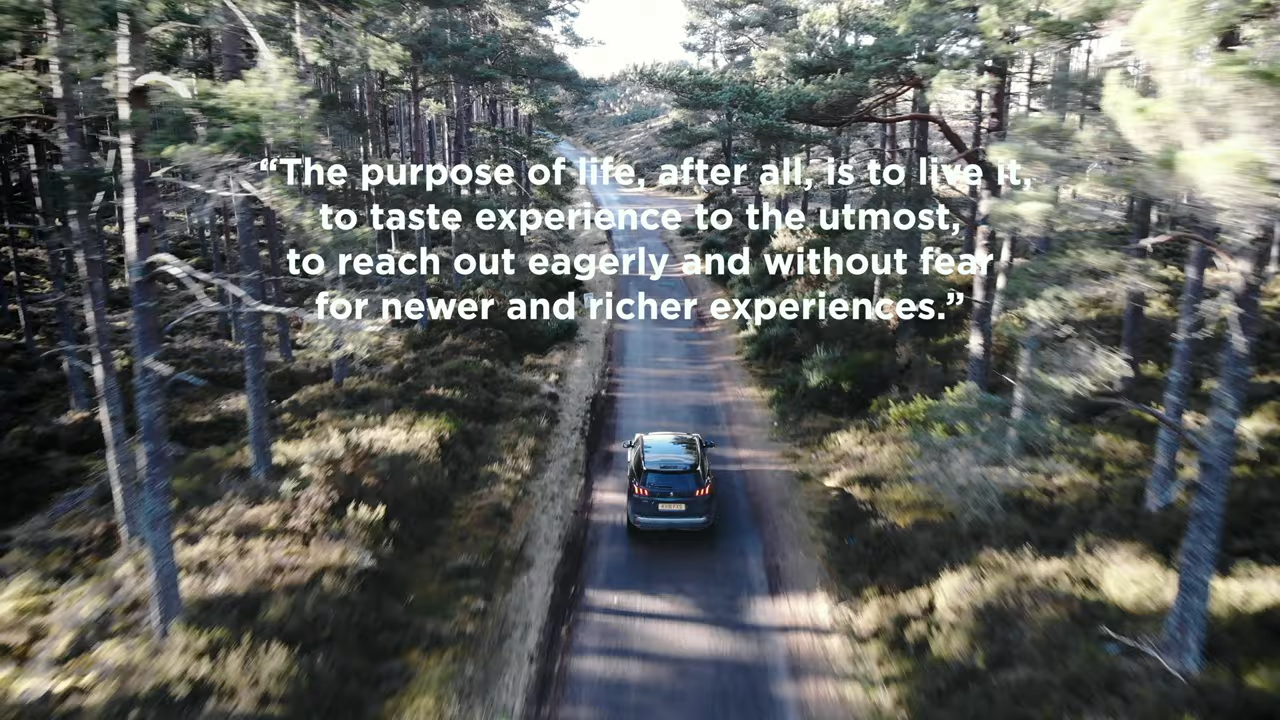 “The purpose of life, after all, is to live it,
to taste experience to the utmost,
to reach out eagerly and without fear
for newer and richer experiences.”